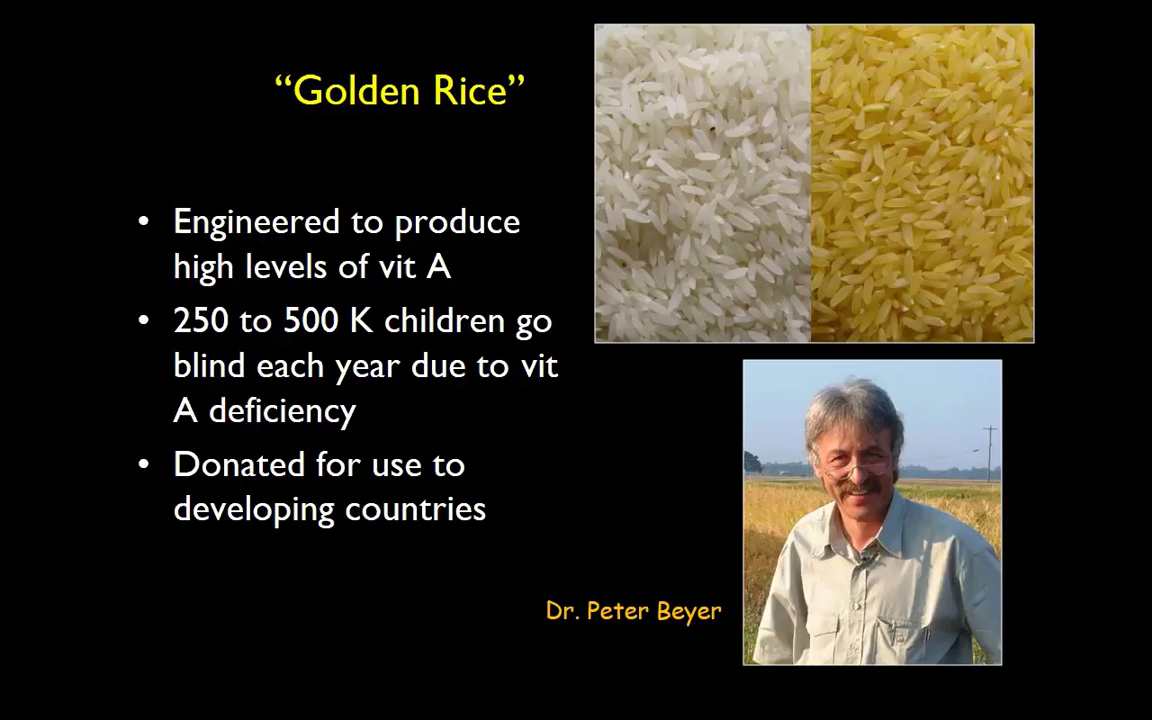 “Golden Rice”
• Engineered to produce
high levels of vit A
• 250 to 500 K children go
blind each year due to vit
A deficiency
• Donated for use to
developing countries
Dr. Peter Beyer